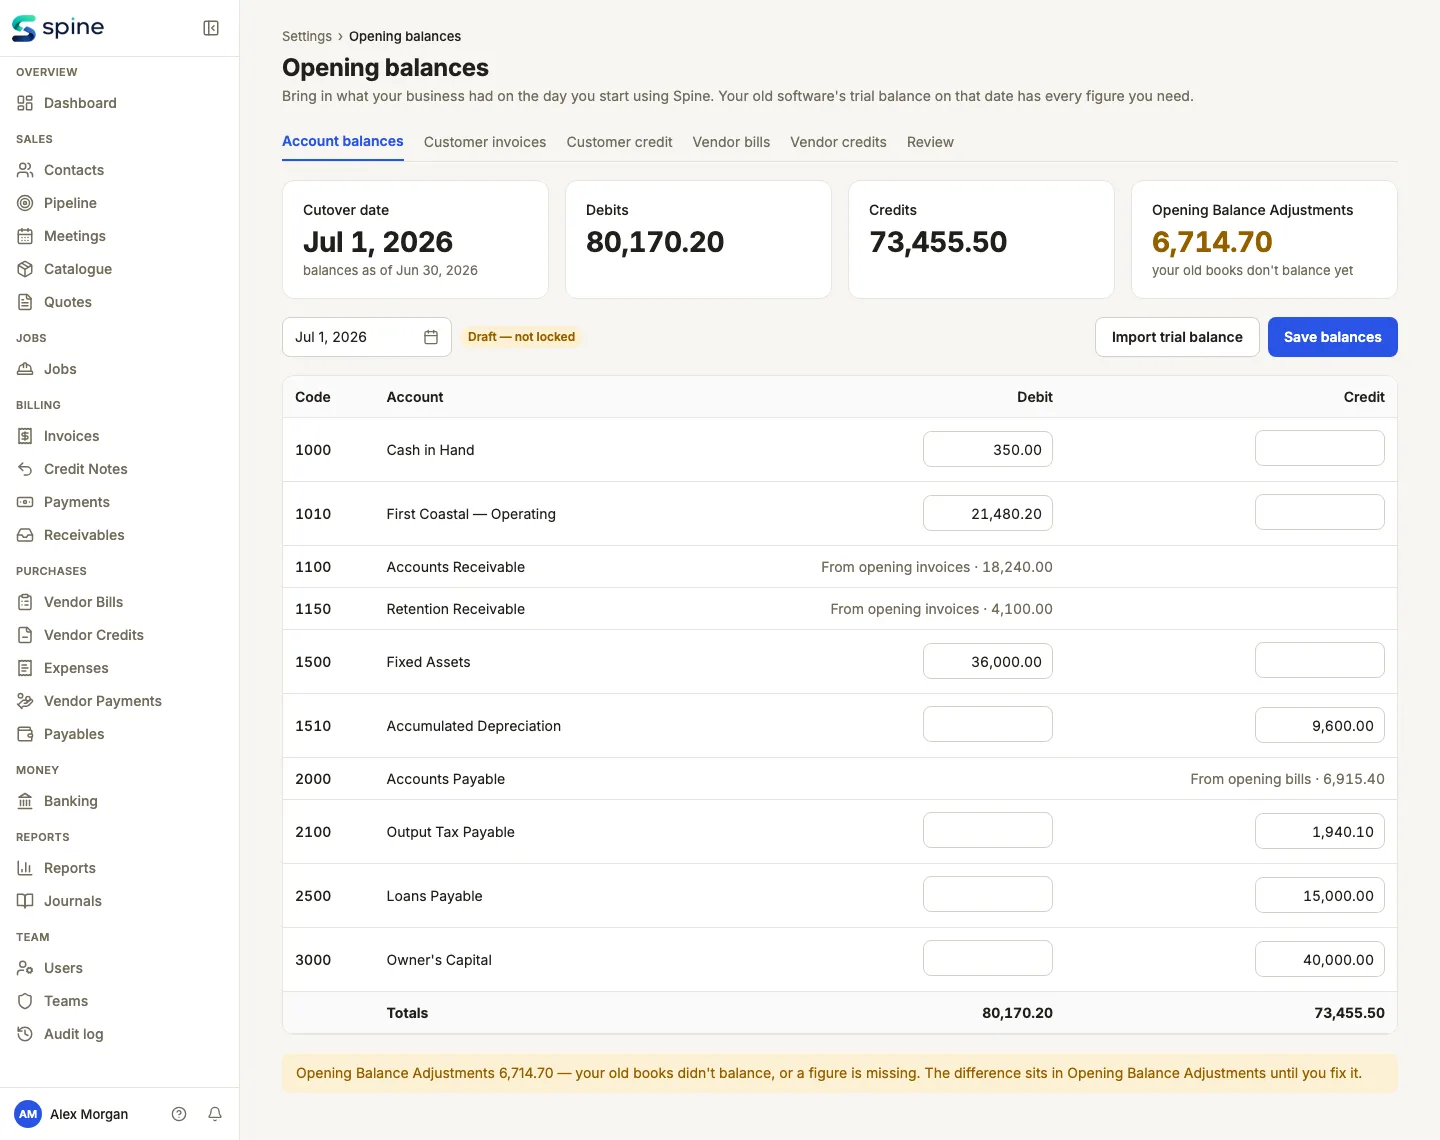 spine
OVERVIEW
Dashboard
SALES
Contacts
Pipeline
Meetings
Catalogue
Quotes
JOBS
Jobs
BILLING
Invoices
Credit Notes
Payments
Receivables
PURCHASES
Vendor Bills
Vendor Credits
Expenses
Vendor Payments
Payables
MONEY
Banking
REPORTS
Reports
Journals
TEAM
Users
Teams
Audit log
AM Alex Morgan
Settings › Opening balances
Opening balances
Bring in what your business had on the day you start using Spine. Your old software's trial balance on that date has every figure you need.
Account balances Customer invoices Customer credit Vendor bills Vendor credits Review
Cutover date
Jul 1, 2026
balances as of Jun 30, 2026
Debits
80,170.20
Credits
73,455.50
Opening Balance Adjustments
6,714.70
your old books don't balance yet
Jul 1, 2026 Draft — not locked Import trial balance Save balances
Code Account Debit Credit
1000 Cash in Hand 350.00
1010 First Coastal — Operating 21,480.20
1100 Accounts Receivable From opening invoices · 18,240.00
1150 Retention Receivable From opening invoices · 4,100.00
1500 Fixed Assets 36,000.00
1510 Accumulated Depreciation 9,600.00
2000 Accounts Payable From opening bills · 6,915.40
2100 Output Tax Payable 1,940.10
2500 Loans Payable 15,000.00
3000 Owner's Capital 40,000.00
Totals 80,170.20 73,455.50
Opening Balance Adjustments 6,714.70 — your old books didn't balance, or a figure is missing. The difference sits in Opening Balance Adjustments until you fix it.